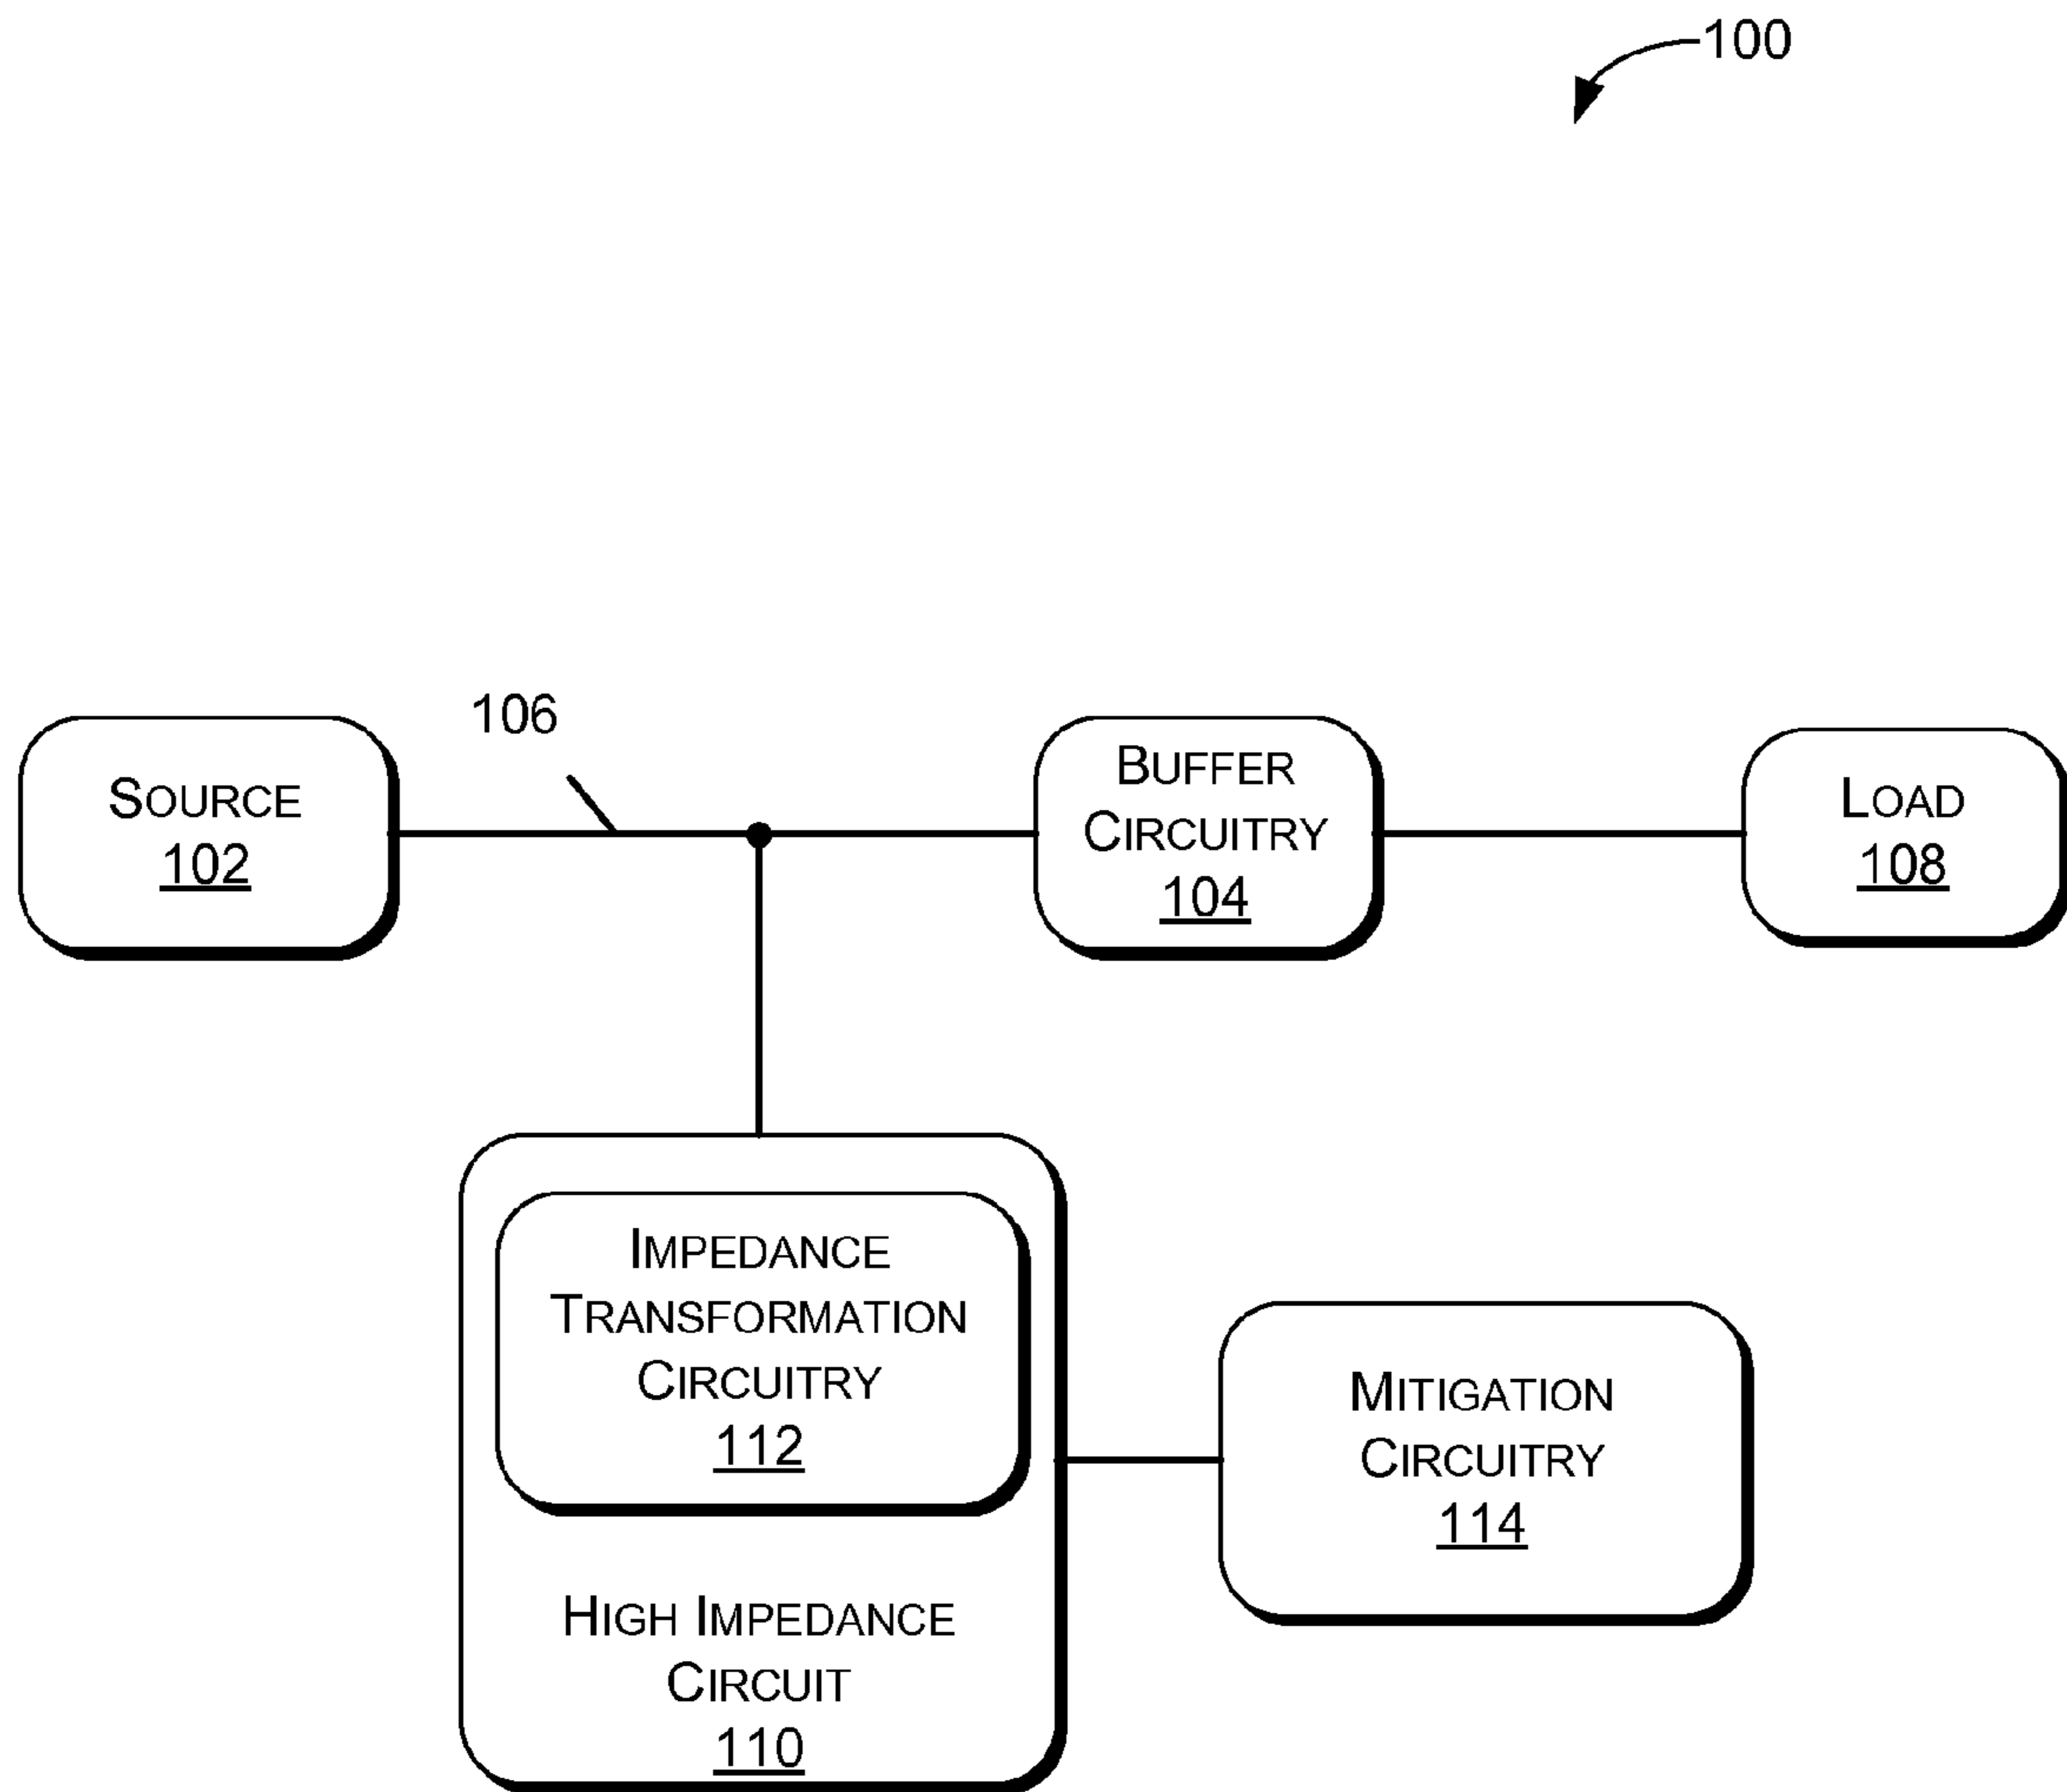 100
106
SOURCE
102
BUFFER
CIRCUITRY
104
LOAD
108
IMPEDANCE
TRANSFORMATION
CIRCUITRY
112
HIGH IMPEDANCE
CIRCUIT
110
MITIGATION
CIRCUITRY
114